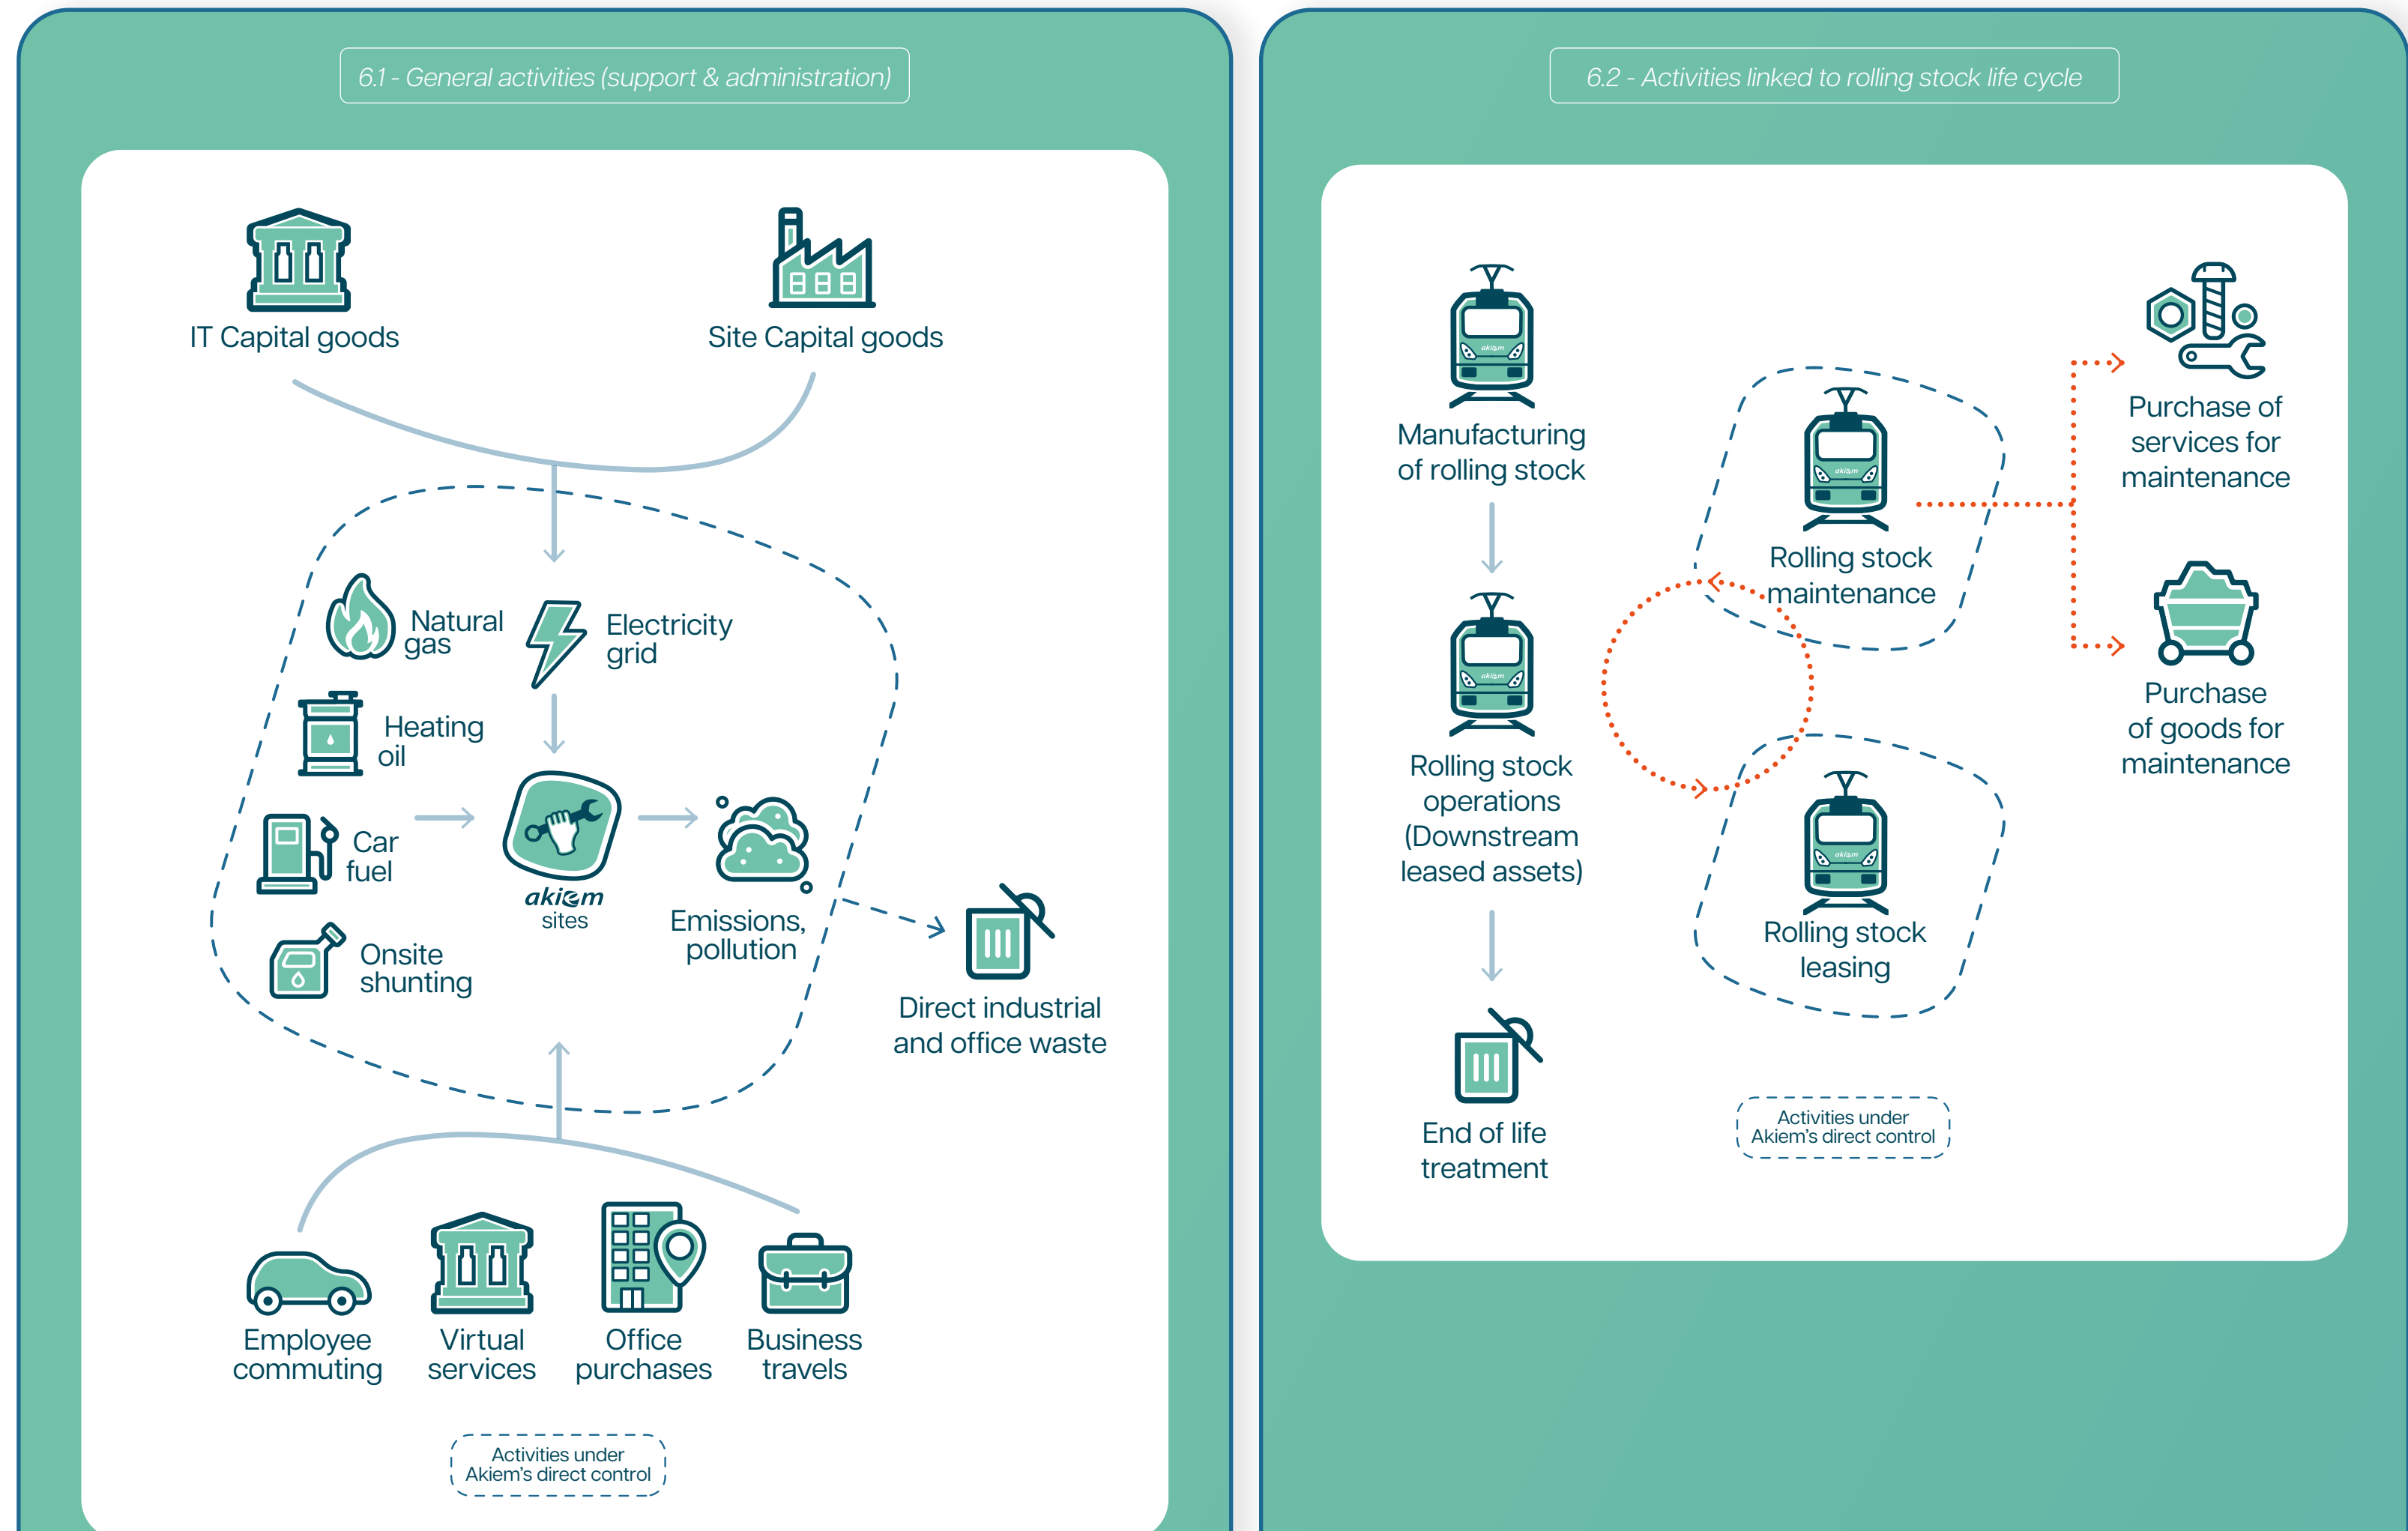 6.1 - General activities (support & administration)
IT Capital goods
Site Capital goods
Natural
gas
Electricity
grid
Heating
oil
Car
fuel
akiem
sites
Emissions,
pollution
Onsite
shunting
Direct industrial
and office waste
Employee
commuting
Virtual
services
Office
purchases
Business
travels
Activities under
Akiem's direct control
6.2 - Activities linked to rolling stock life cycle
akiem
Manufacturing
of rolling stock
akiem
Rolling stock
maintenance
Purchase of
services for
maintenance
akiem
Rolling stock
operations
(Downstream
leased assets)
Purchase
of goods for
maintenance
akiem
Rolling stock
leasing
End of life
treatment
Activities under
Akiem's direct control